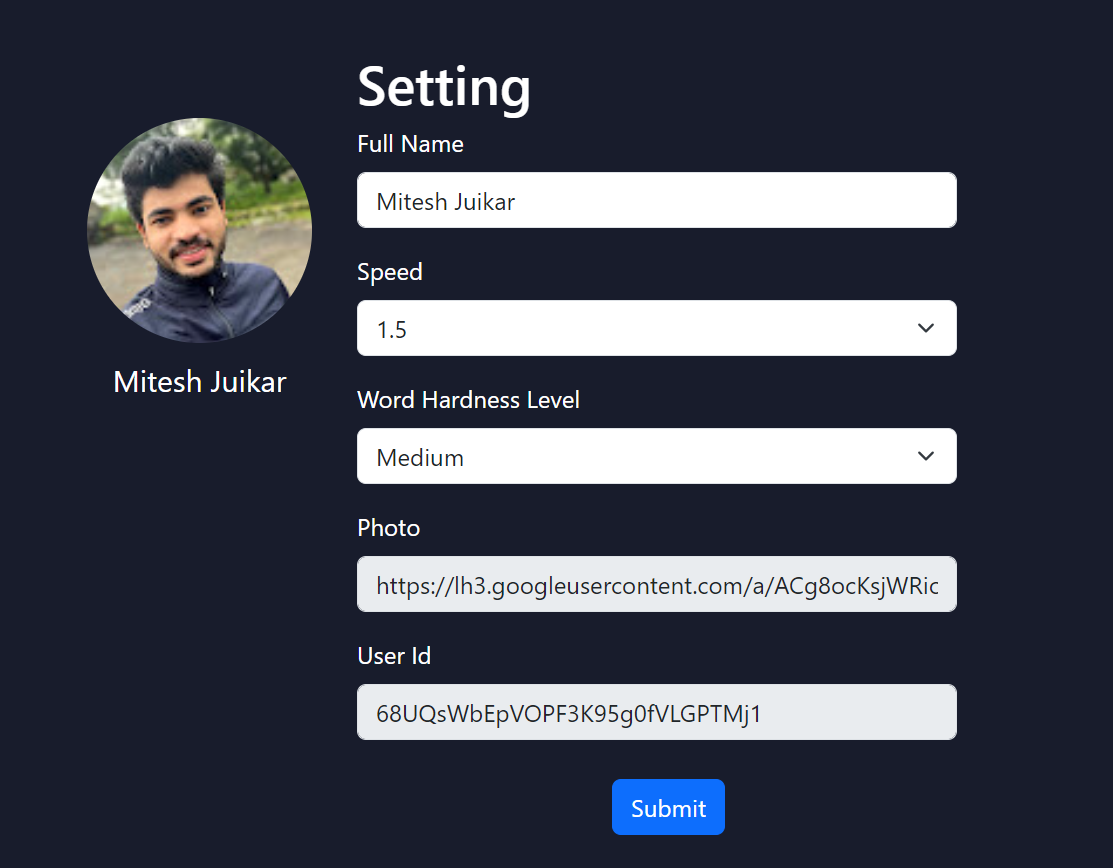 Setting
Full Name
Mitesh Juikar
Speed
1.5
Mitesh Juikar
Word Hardness Level
Medium
Photo
https://lh3.googleusercontent.com/a/ACg8ocKsjWRic
User Id
68UQsWbEpVOPF3K95g0fVLGPTMj1
Submit